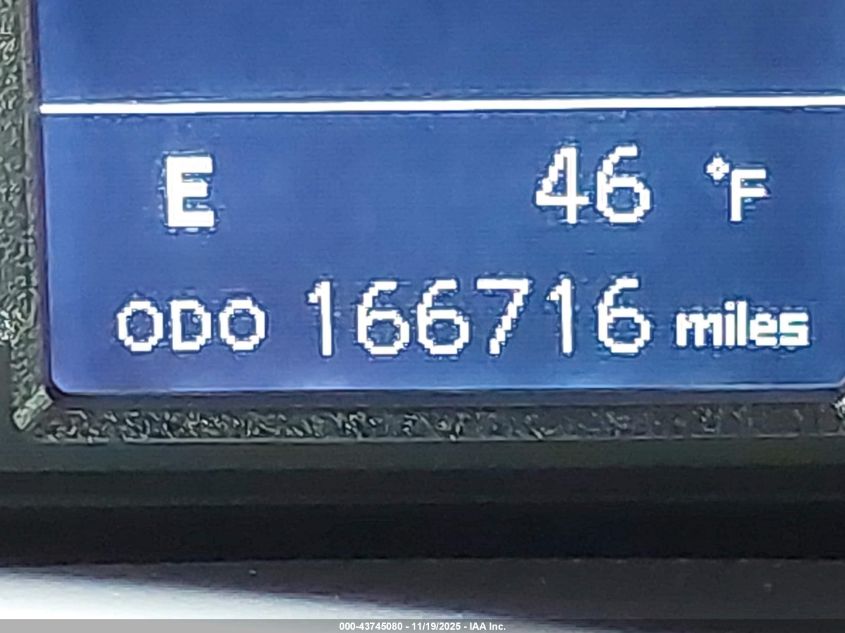 E 46 °F
ODO 166716 miles
000-43745080 - 11/19/2025 - IAA Inc.